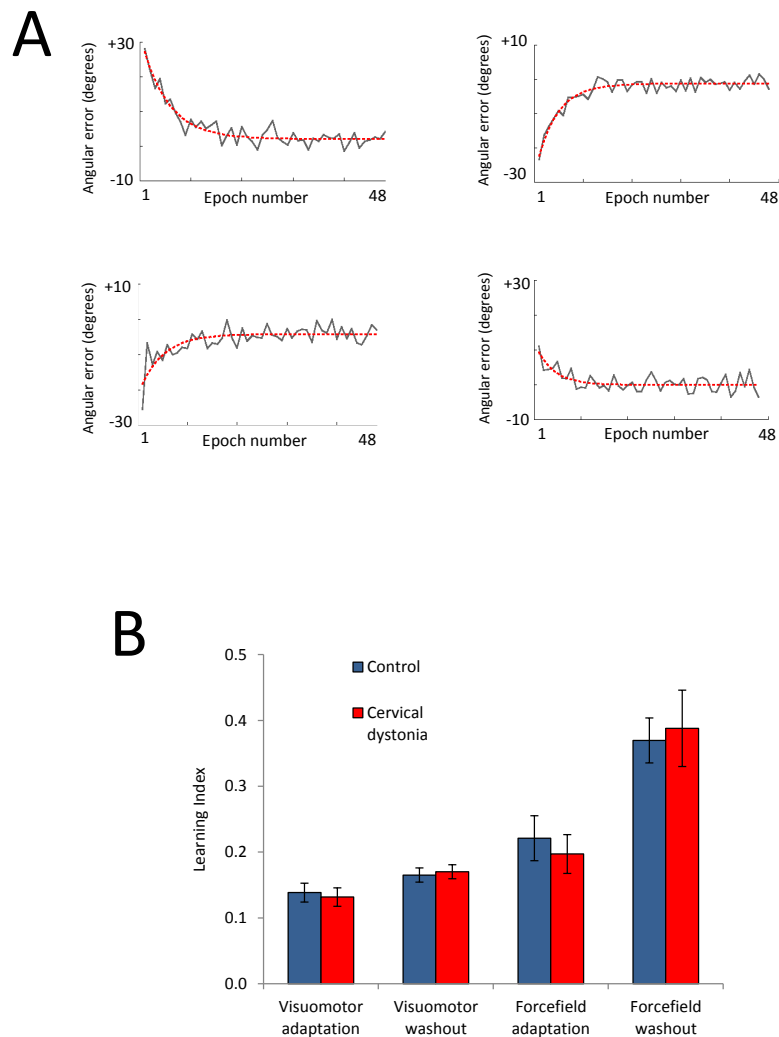 A
Angular error (degrees)
+30
-10
1
Epoch number
48
Angular error (degrees)
+10
-30
1
Epoch number
48
Angular error (degrees)
+10
-30
1
Epoch number
48
Angular error (degrees)
+30
-10
1
Epoch number
48
B
Learning Index
0.5
0.4
0.3
0.2
0.1
0.0
Control
Cervical
dystonia
Visuomotor
adaptation
Visuomotor
washout
Forcefield
adaptation
Forcefield
washout